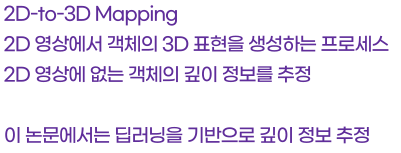 2D-to-3D Mapping
2D 영상에서 객체의 3D 표현을 생성하는 프로세스
2D 영상에 없는 객체의 깊이 정보를 추정
이 논문에서는 딥러닝을 기반으로 깊이 정보 추정